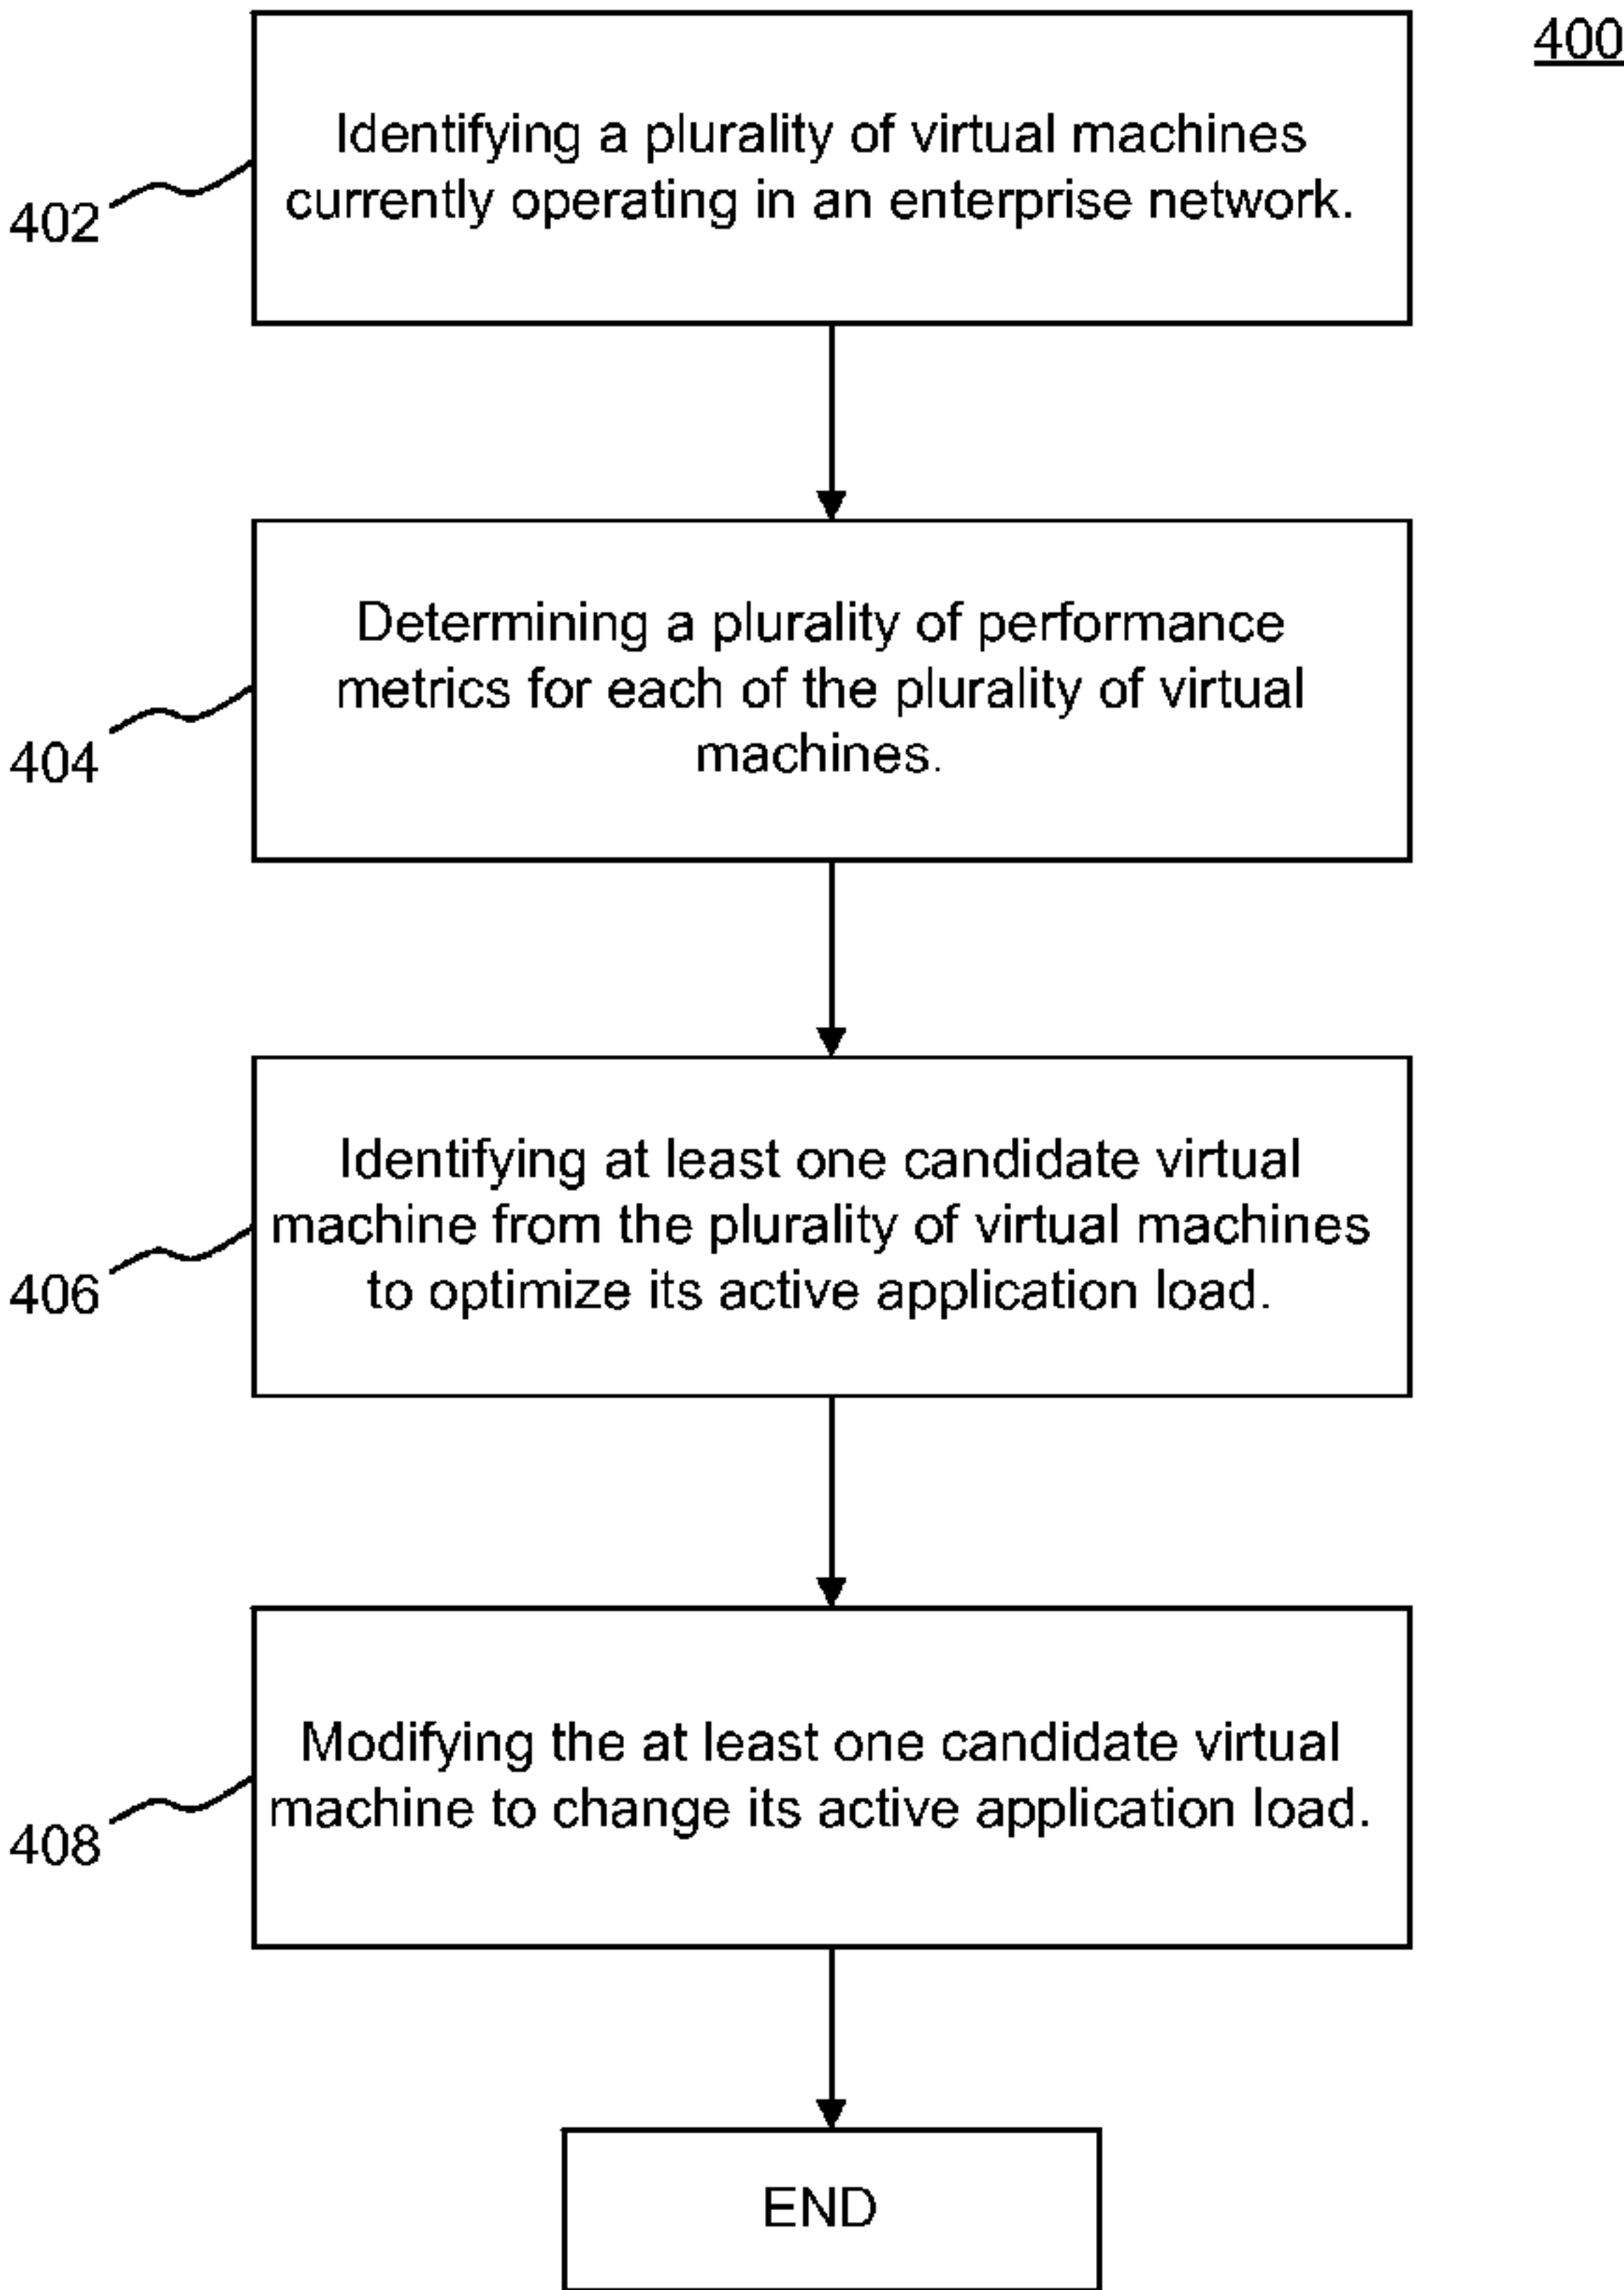 400
Identifying a plurality of virtual machines
currently operating in an enterprise network.
402
Determining a plurality of performance
metrics for each of the plurality of virtual
machines.
404
Identifying at least one candidate virtual
machine from the plurality of virtual machines
to optimize its active application load.
406
Modifying the at least one candidate virtual
machine to change its active application load.
408
END